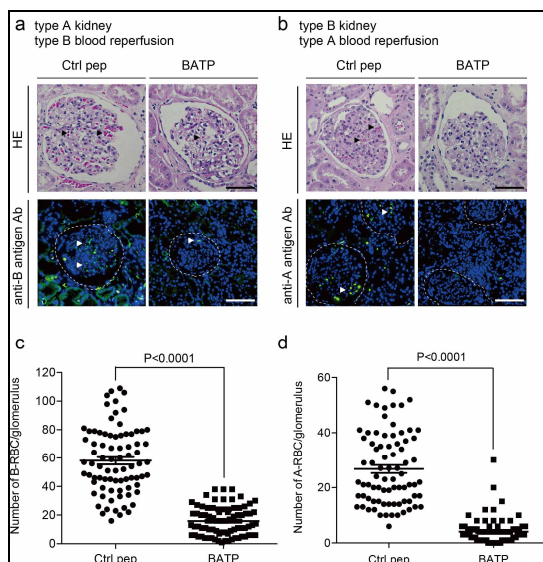 a type A kidney
type B blood reperfusion
Ctrl pep BATP
HE
anti-B antigen Ab
b type B kidney
type A blood reperfusion
Ctrl pep BATP
HE
anti-A antigen Ab
c
P<0.0001
Number of B-RBC/glomerulus
120
100
80
60
40
20
0
Ctrl pep BATP
d
P<0.0001
Number of A-RBC/glomerulus
60
40
20
0
Ctrl pep BATP